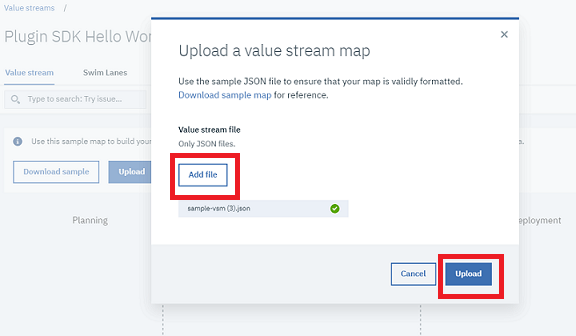 Value streams /
Plugin SDK Hello Wor
Value stream
Swim Lanes
Type to search: Try issue...
Use this sample map to build your
a.
Download sample
Upload
Planning
eployment
Upload a value stream map
Use the sample JSON file to ensure that your map is validly formatted.
Download sample map for reference.
Value stream file
Only JSON files.
Add file
sample-vsm (3).json
Cancel
Upload